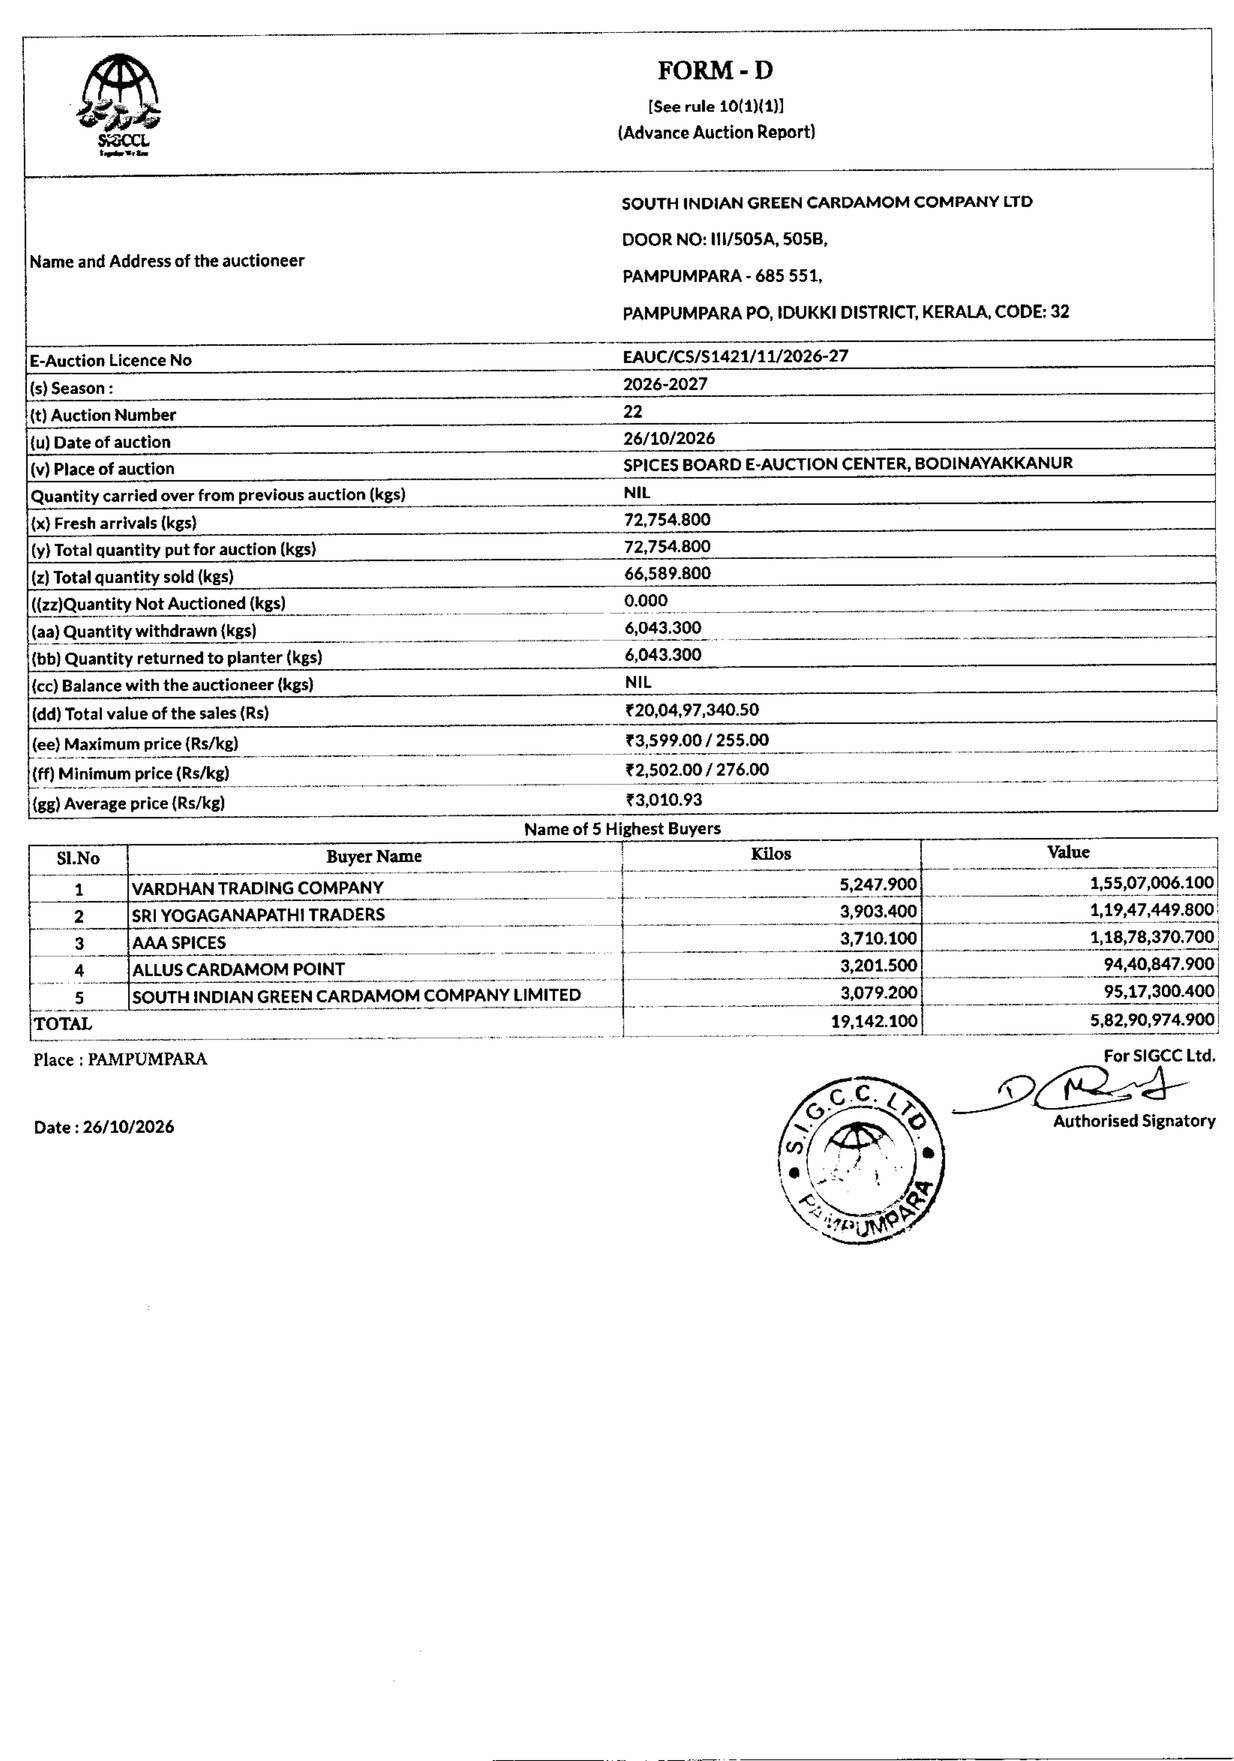 SIGCCL
Together We Rise
FORM - D
[See rule 10(1)(1)]
(Advance Auction Report)
Name and Address of the auctioneer
SOUTH INDIAN GREEN CARDAMOM COMPANY LTD
DOOR NO: III/505A, 505B,
PAMPUMPARA - 685 551,
PAMPUMPARA PO, IDUKKI DISTRICT, KERALA, CODE: 32
E-Auction Licence No EAUC/CS/S1421/11/2026-27
(s) Season : 2026-2027
(t) Auction Number 22
(u) Date of auction 26/10/2026
(v) Place of auction SPICES BOARD E-AUCTION CENTER, BODINAYAKKANUR
Quantity carried over from previous auction (kgs) NIL
(x) Fresh arrivals (kgs) 72,754.800
(y) Total quantity put for auction (kgs) 72,754.800
(z) Total quantity sold (kgs) 66,589.800
((zz)Quantity Not Auctioned (kgs) 0.000
(aa) Quantity withdrawn (kgs) 6,043.300
(bb) Quantity returned to planter (kgs) 6,043.300
(cc) Balance with the auctioneer (kgs) NIL
(dd) Total value of the sales (Rs) ₹20,04,97,340.50
(ee) Maximum price (Rs/kg) ₹3,599.00 / 255.00
(ff) Minimum price (Rs/kg) ₹2,502.00 / 276.00
(gg) Average price (Rs/kg) ₹3,010.93
Name of 5 Highest Buyers
Sl.No Buyer Name Kilos Value
1 VARDHAN TRADING COMPANY 5,247.900 1,55,07,006.100
2 SRI YOGAGANAPATHI TRADERS 3,903.400 1,19,47,449.800
3 AAA SPICES 3,710.100 1,18,78,370.700
4 ALLUS CARDAMOM POINT 3,201.500 94,40,847.900
5 SOUTH INDIAN GREEN CARDAMOM COMPANY LIMITED 3,079.200 95,17,300.400
TOTAL 19,142.100 5,82,90,974.900
Place : PAMPUMPARA
For SIGCC Ltd.
Date : 26/10/2026
Authorised Signatory
S.I.G.C.C. LTD.
PAMPUMPARA